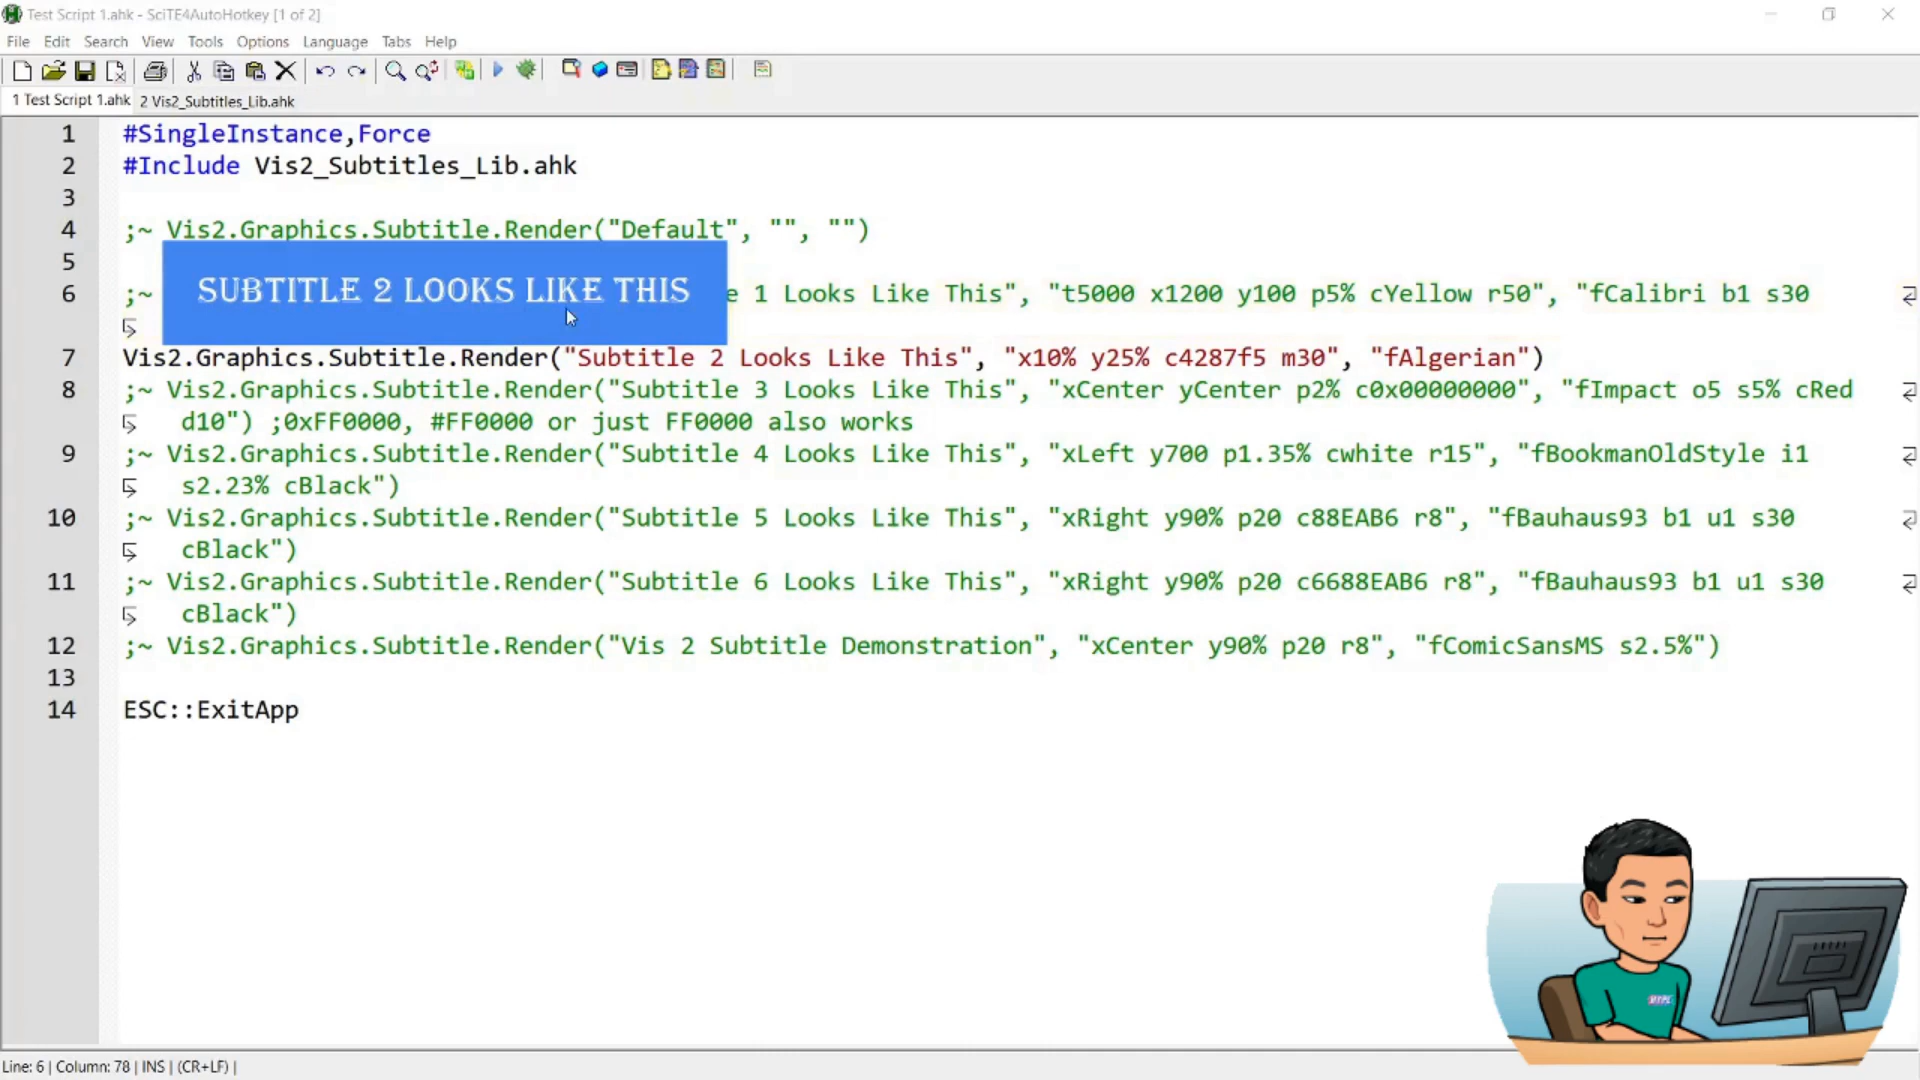 Test Script 1.ahk - SciTE4AutoHotkey [1 of 2]
File Edit Search View Tools Options Language Tabs Help
1 Test Script 1.ahk 2 Vis2_Subtitles_Lib.ahk
1 #SingleInstance,Force
2 #Include Vis2_Subtitles_Lib.ahk
3
4 ;~ Vis2.Graphics.Subtitle.Render("Default", "", "")
5
SUBTITLE 2 LOOKS LIKE THIS
6 ;~ e 1 Looks Like This", "t5000 x1200 y100 p5% cYellow r50", "fCalibri b1 s30
7 Vis2.Graphics.Subtitle.Render("Subtitle 2 Looks Like This", "x10% y25% c4287f5 m30", "fAlgerian")
8 ;~ Vis2.Graphics.Subtitle.Render("Subtitle 3 Looks Like This", "xCenter yCenter p2% c0x00000000", "fImpact o5 s5% cRed
d10") ;0xFF0000, #FF0000 or just FF0000 also works
9 ;~ Vis2.Graphics.Subtitle.Render("Subtitle 4 Looks Like This", "xLeft y700 p1.35% cwhite r15", "fBookmanOldStyle i1
s2.23% cBlack")
10 ;~ Vis2.Graphics.Subtitle.Render("Subtitle 5 Looks Like This", "xRight y90% p20 c88EAB6 r8", "fBauhaus93 b1 u1 s30
cBlack")
11 ;~ Vis2.Graphics.Subtitle.Render("Subtitle 6 Looks Like This", "xRight y90% p20 c6688EAB6 r8", "fBauhaus93 b1 u1 s30
cBlack")
12 ;~ Vis2.Graphics.Subtitle.Render("Vis 2 Subtitle Demonstration", "xCenter y90% p20 r8", "fComicSansMS s2.5%")
13
14 ESC::ExitApp
Line: 6 | Column: 78 | INS | (CR+LF) |